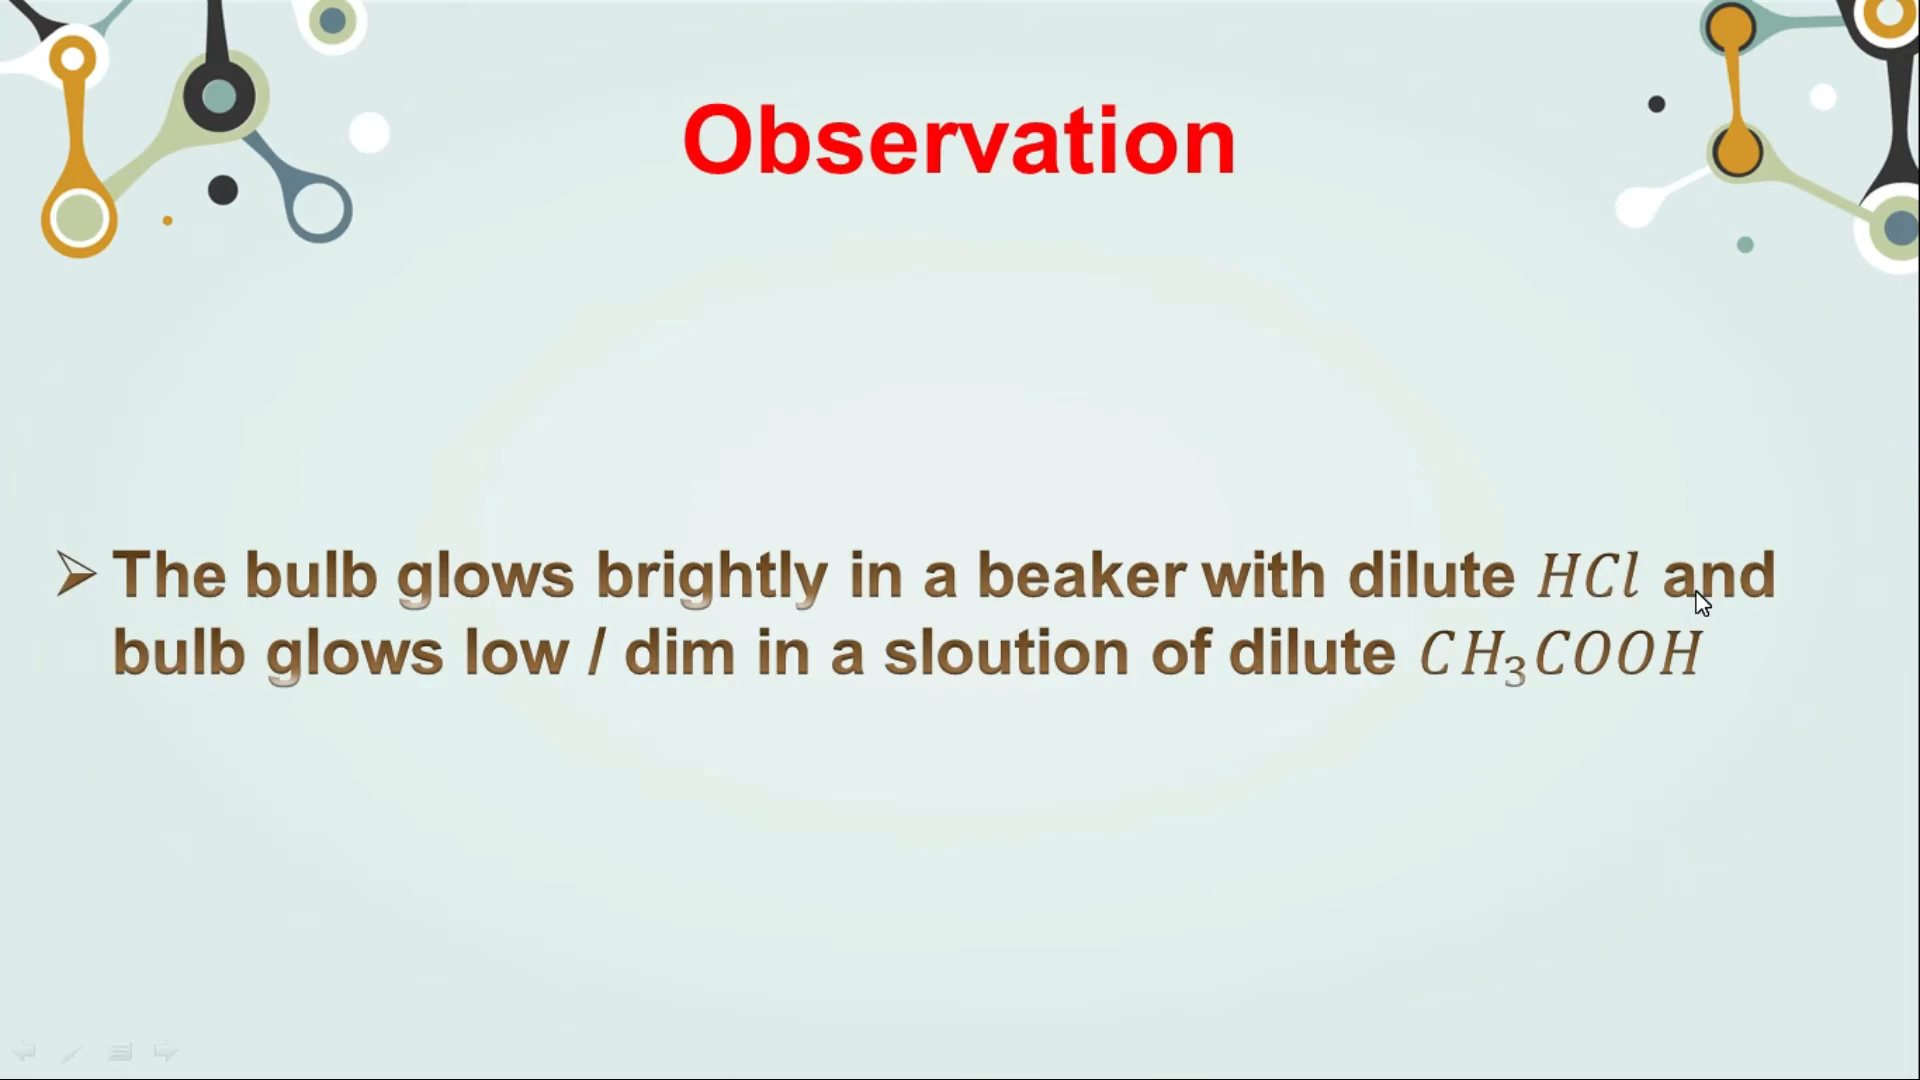 Observation
➢ The bulb glows brightly in a beaker with dilute HCl and
bulb glows low / dim in a sloution of dilute CH₃COOH